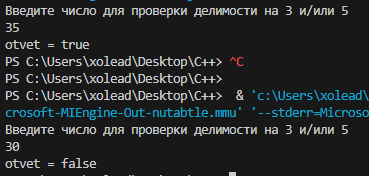 Введите число для проверки делимости на 3 и/или 5
35
otvet = true
PS C:\Users\xolead\Desktop\C++> ^C
PS C:\Users\xolead\Desktop\C++>
PS C:\Users\xolead\Desktop\C++>  & 'c:\Users\xolead\
crosoft-MIEngine-Out-nutabtle.mmu' '--stderr=Microso
Введите число для проверки делимости на 3 и/или 5
30
otvet = false